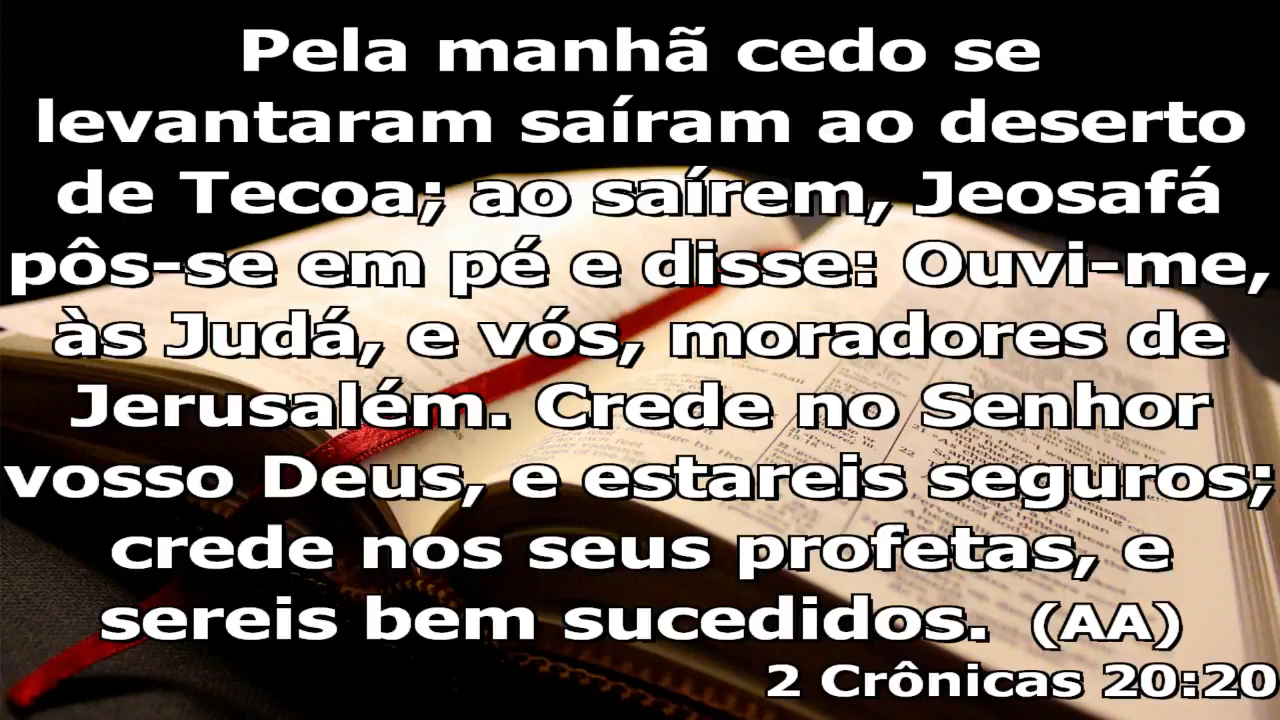 Pela manhã cedo se
levantaram saíram ao deserto
de Tecoa; ao saírem, Jeosafá
pôs-se em pé e disse: Ouvi-me,
às Judá, e vós, moradores de
Jerusalém. Crede no Senhor
vosso Deus, e estareis seguros;
crede nos seus profetas, e
sereis bem sucedidos. (AA)
2 Crônicas 20:20